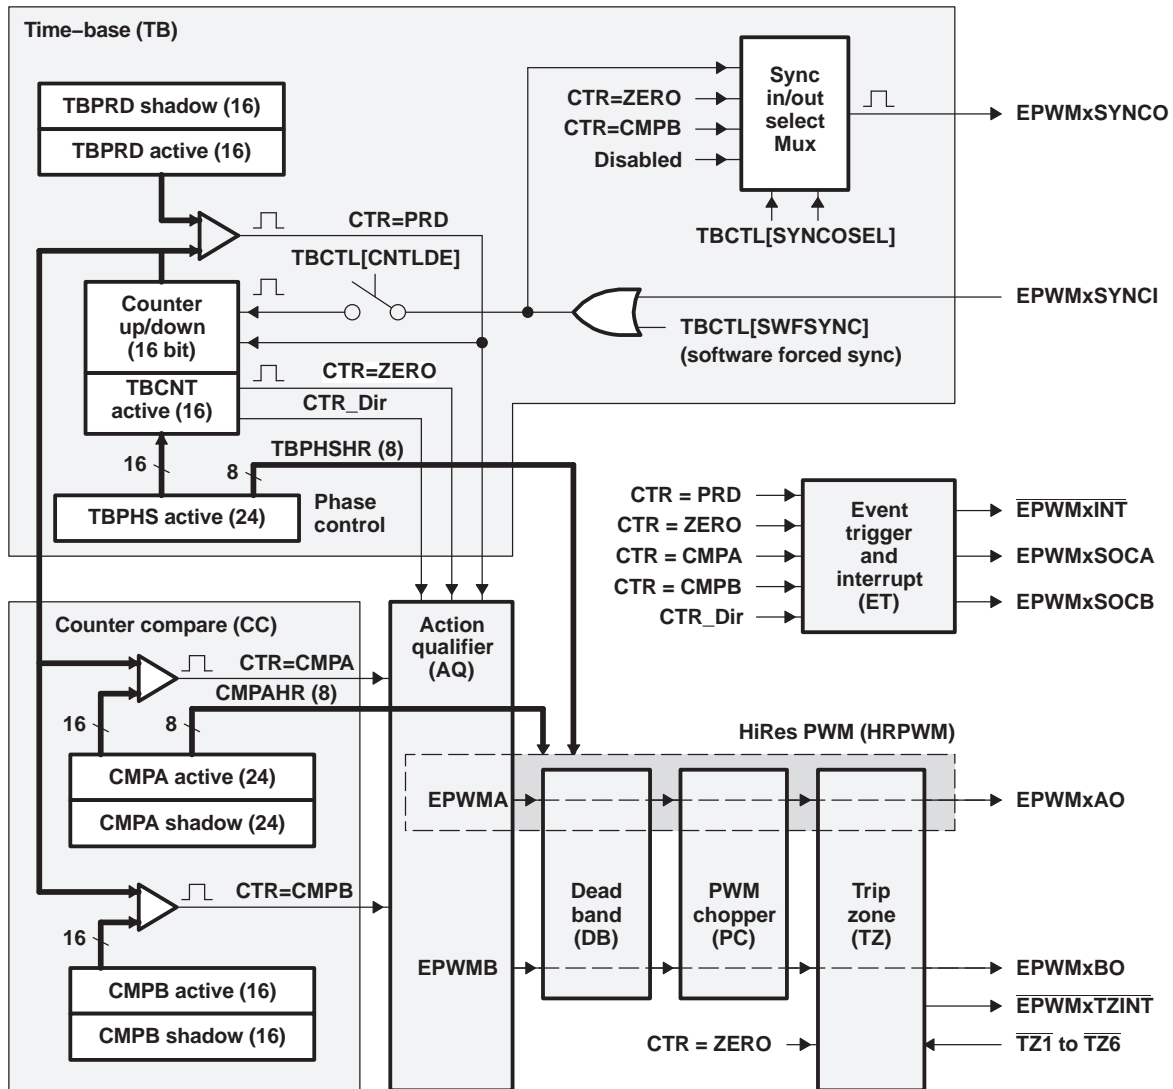 Time−base (TB)
TBPRD shadow (16)
TBPRD active (16)
CTR=ZERO
CTR=CMPB
Disabled
Sync
in/out
select
Mux
EPWMxSYNCO
TBCTL[SYNCOSEL]
CTR=PRD
TBCTL[CNTLDE]
EPWMxSYNCI
TBCTL[SWFSYNC]
(software forced sync)
Counter
up/down
(16 bit)
TBCNT
active (16)
CTR=ZERO
CTR_Dir
TBPHSHR (8)
16
8
TBPHS active (24)
Phase
control
CTR = PRD
CTR = ZERO
CTR = CMPA
CTR = CMPB
CTR_Dir
Event
trigger
and
interrupt
(ET)
EPWMxINT
EPWMxSOCA
EPWMxSOCB
Counter compare (CC)
Action
qualifier
(AQ)
CTR=CMPA
CMPAHR (8)
16
8
CMPA active (24)
CMPA shadow (24)
HiRes PWM (HRPWM)
EPWMA
EPWMxAO
CTR=CMPB
16
CMPB active (16)
CMPB shadow (16)
Dead
band
(DB)
PWM
chopper
(PC)
Trip
zone
(TZ)
EPWMB
EPWMxBO
EPWMxTZINT
CTR = ZERO
TZ1 to TZ6